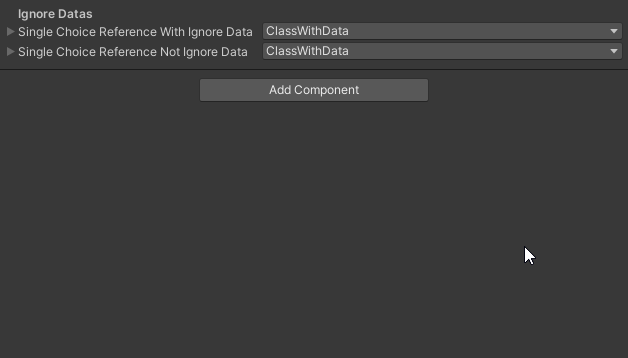 Ignore Datas
Single Choice Reference With Ignore Data ClassWithData
Single Choice Reference Not Ignore Data ClassWithData
Add Component